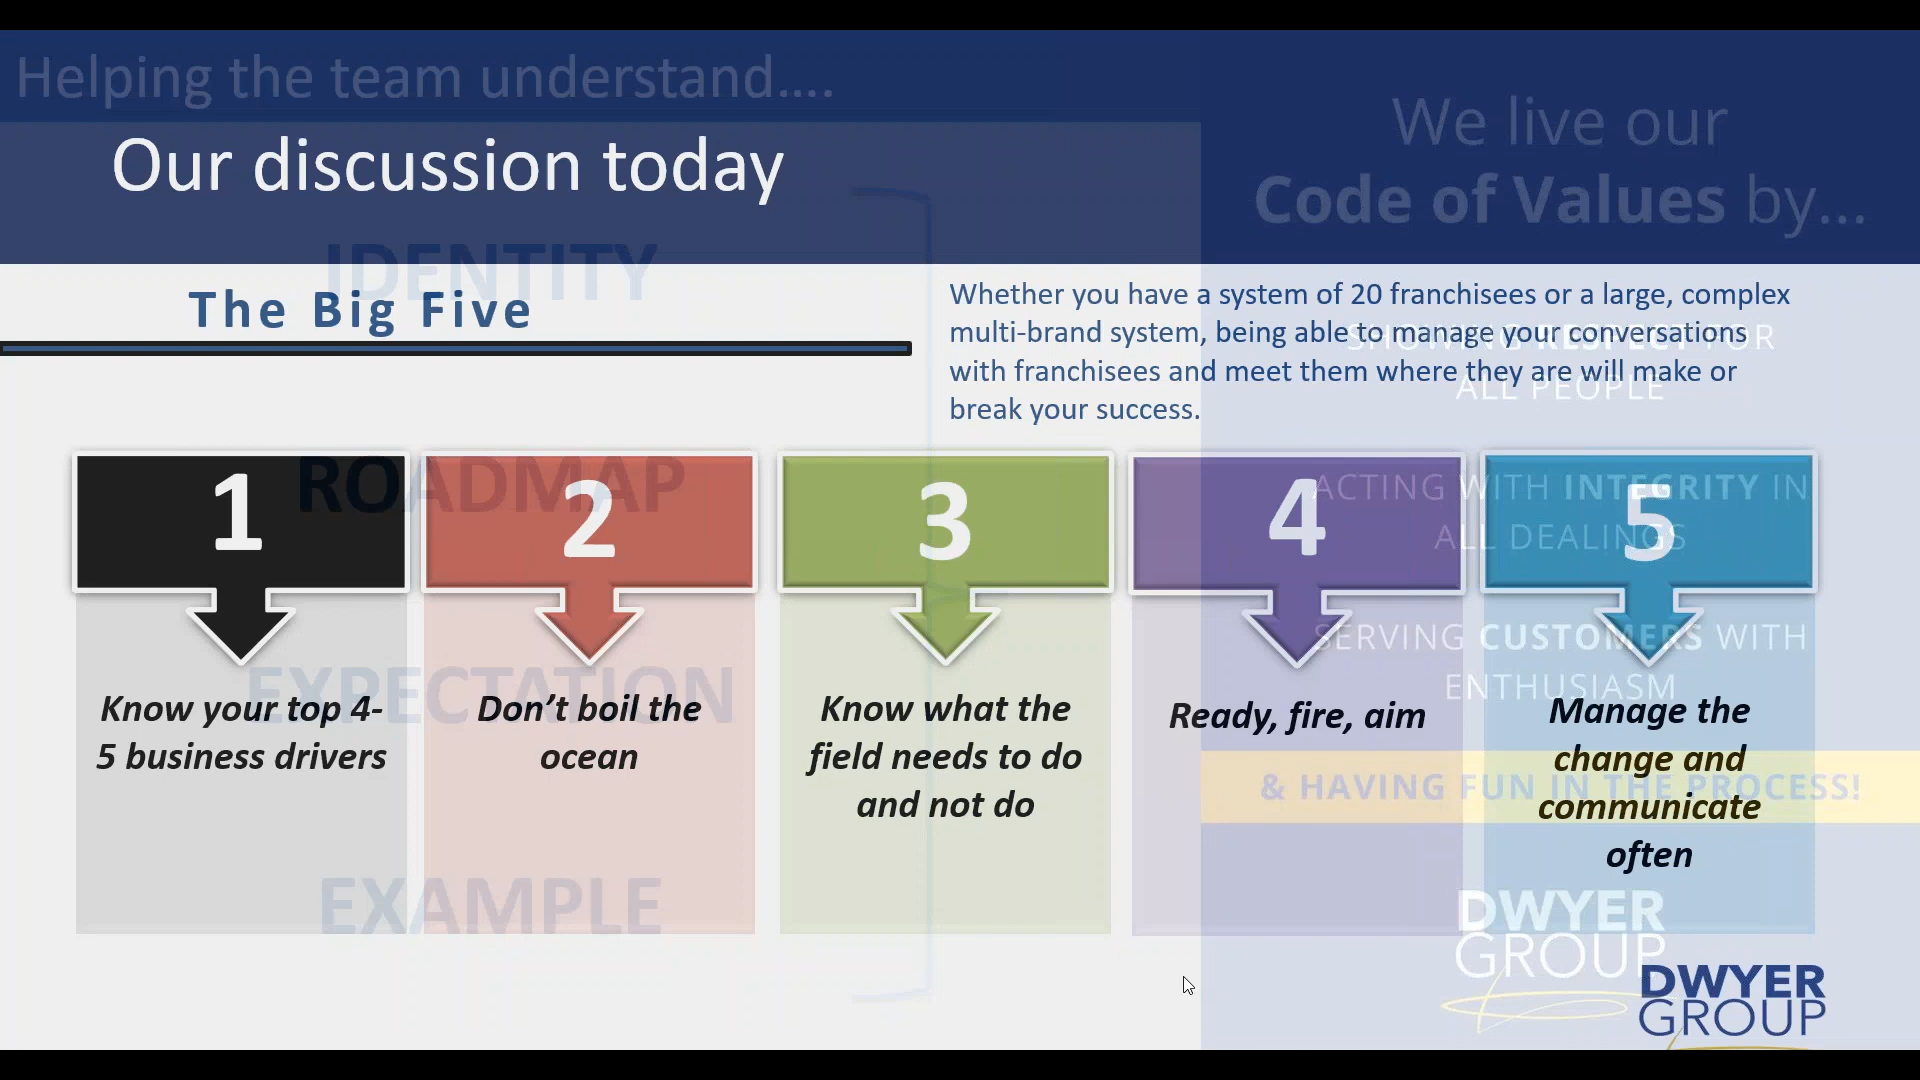 Helping the team understand....
Our discussion today
We live our
Code of Values by...
IDENTITY
The Big Five
Whether you have a system of 20 franchisees or a large, complex
multi-brand system, being able to manage your conversations
with franchisees and meet them where they are will make or
break your success.
SHOWING RESPECT FOR
ALL PEOPLE
ROADMAP
1
2
3
4
5
ACTING WITH INTEGRITY IN
ALL DEALINGS
SERVING CUSTOMERS WITH
ENTHUSIASM
EXPECTATION
Know your top 4-
5 business drivers
Don’t boil the
ocean
Know what the
field needs to do
and not do
Ready, fire, aim
Manage the
change and
communicate
often
& HAVING FUN IN THE PROCESS!
EXAMPLE
DWYER
GROUP
DWYER
GROUP